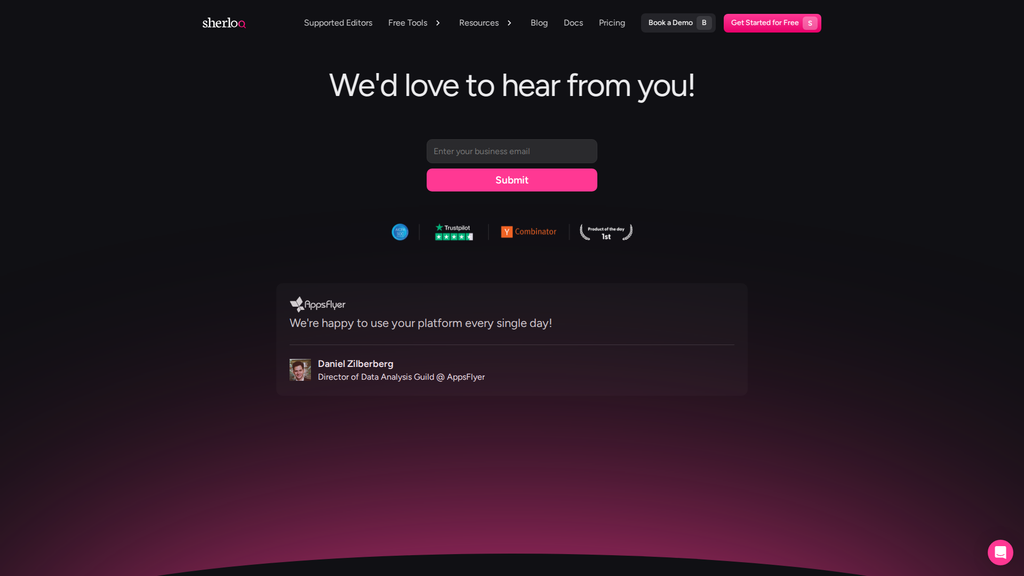 sherloq
Supported Editors
Free Tools
Resources
Blog
Docs
Pricing
Book a Demo B
Get Started for Free S
We'd love to hear from you!
Enter your business email
Submit
Trustpilot
Y Combinator
Product of the day
1st
AppsFlyer
We're happy to use your platform every single day!
Daniel Zilberberg
Director of Data Analysis Guild @ AppsFlyer